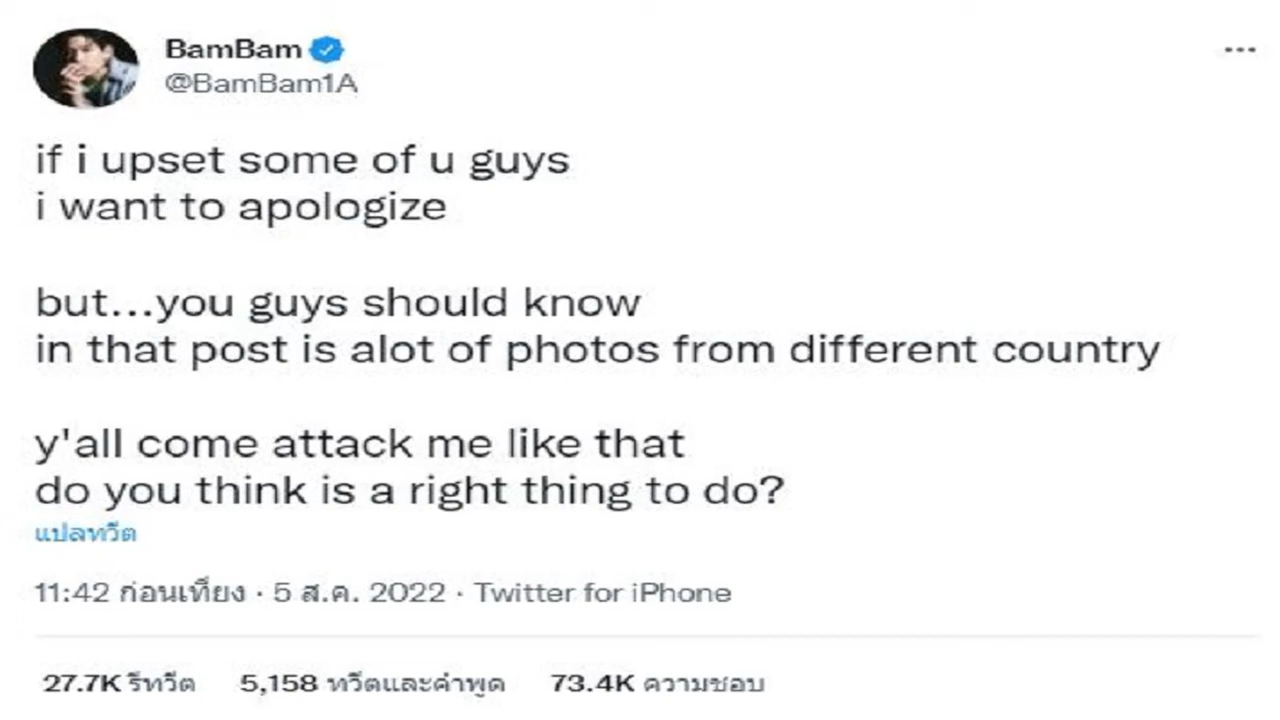 BamBam
@BamBam1A
if i upset some of u guys
i want to apologize
but...you guys should know
in that post is alot of photos from different country
y'all come attack me like that
do you think is a right thing to do?
แปลทวีต
11:42 ก่อนเที่ยง · 5 ส.ค. 2022 · Twitter for iPhone
27.7K รีทวีต 5,158 ทวีตและคำพูด 73.4K ความชอบ